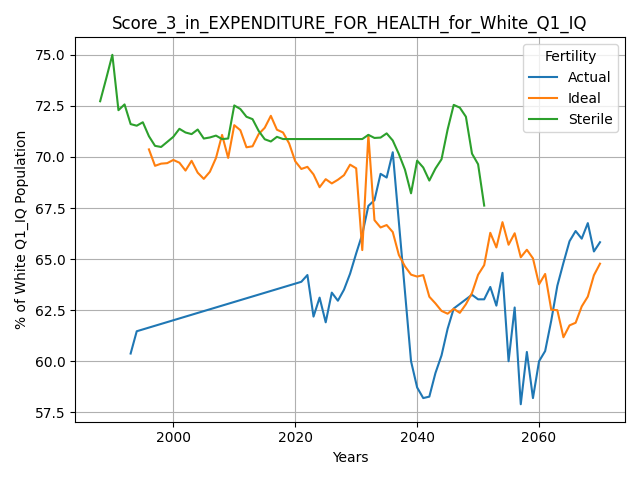 Score_3_in_EXPENDITURE_FOR_HEALTH_for_White_Q1_IQ
% of White Q1_IQ Population
75.0
72.5
70.0
67.5
65.0
62.5
60.0
57.5
Fertility
Actual
Ideal
Sterile
2000
2020
2040
2060
Years